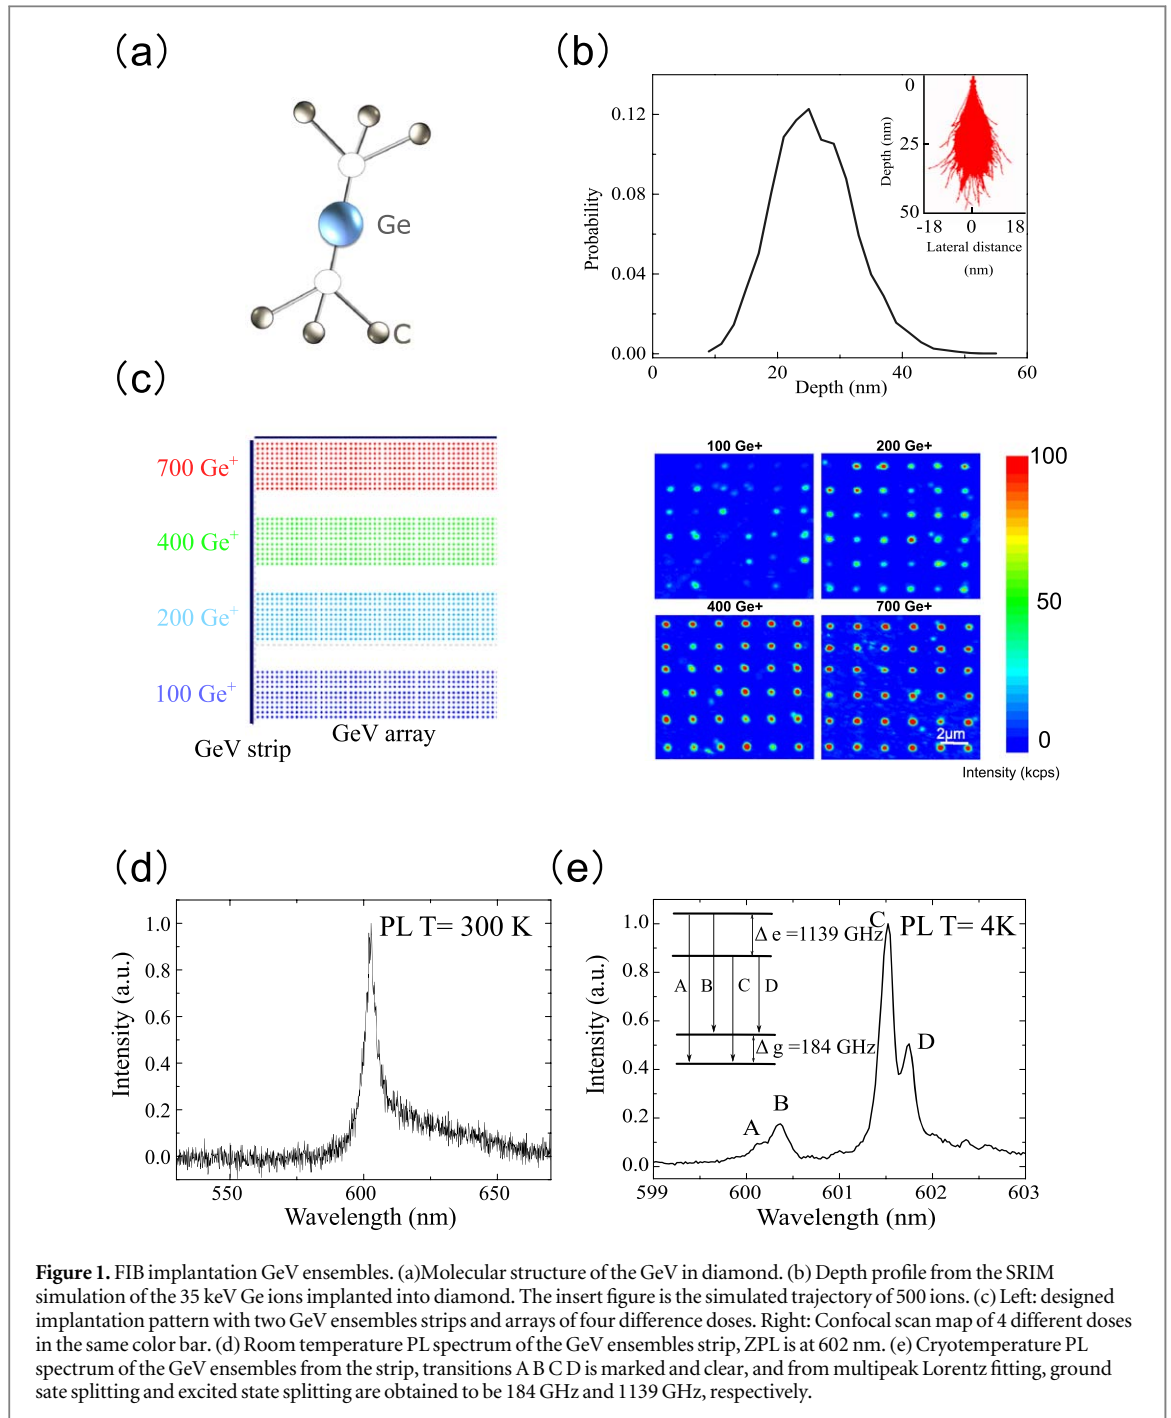 (a)
Ge
C
(b)
0.12
0.08
0.04
0.00
Probability
0
20
40
60
Depth (nm)
0
25
50
Depth (nm)
-18
0
18
Lateral distance
(nm)
(c)
700 Ge+
400 Ge+
200 Ge+
100 Ge+
GeV strip
GeV array
100 Ge+
200 Ge+
400 Ge+
700 Ge+
2μm
100
50
0
Intensity (kcps)
(d)
PL T= 300 K
1.0
0.8
0.6
0.4
0.2
0.0
Intensity (a.u.)
550
600
650
Wavelength (nm)
(e)
PL T= 4K
1.0
0.8
0.6
0.4
0.2
0.0
Intensity (a.u.)
Δ e =1139 GHz
A
B
C
D
Δ g =184 GHz
A
B
C
D
599
600
601
602
603
Wavelength (nm)
Figure 1. FIB implantation GeV ensembles. (a)Molecular structure of the GeV in diamond. (b) Depth profile from the SRIM
simulation of the 35 keV Ge ions implanted into diamond. The insert figure is the simulated trajectory of 500 ions. (c) Left: designed
implantation pattern with two GeV ensembles strips and arrays of four difference doses. Right: Confocal scan map of 4 different doses
in the same color bar. (d) Room temperature PL spectrum of the GeV ensembles strip, ZPL is at 602 nm. (e) Cryotemperature PL
spectrum of the GeV ensembles from the strip, transitions A B C D is marked and clear, and from multipeak Lorentz fitting, ground
sate splitting and excited state splitting are obtained to be 184 GHz and 1139 GHz, respectively.